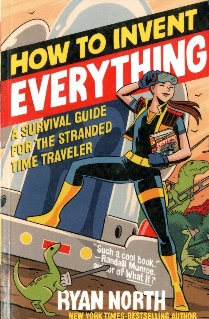 HOW TO INVENT
EVERYTHING
A SURVIVAL GUIDE
FOR THE STRANDED
TIME TRAVELER
"Such a cool book."
—Randall Munroe,
author of What If?
RYAN NORTH
NEW YORK TIMES-BESTSELLING AUTHOR